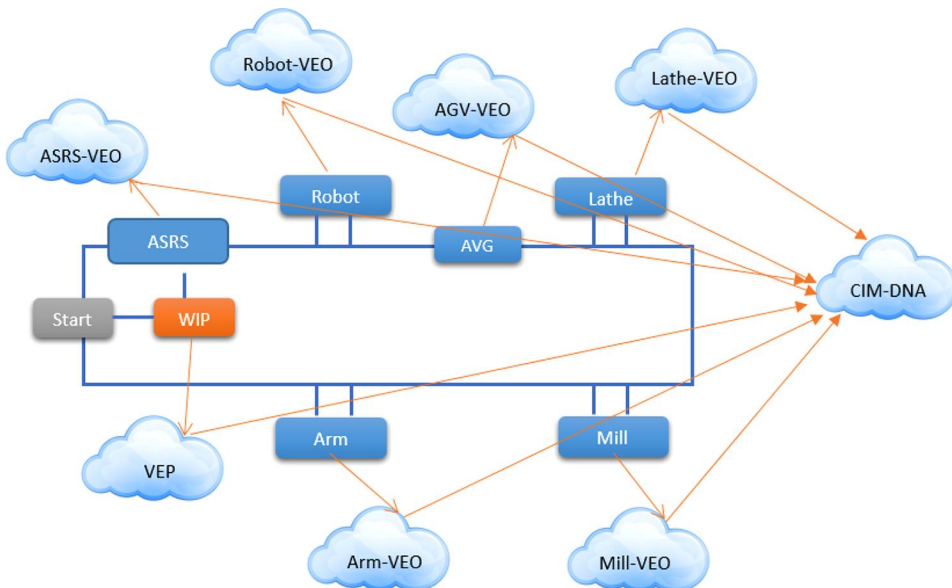 Robot-VEO
Lathe-VEO
AGV-VEO
ASRS-VEO
Robot
Lathe
ASRS
AVG
CIM-DNA
Start
WIP
Arm
Mill
VEP
Arm-VEO
Mill-VEO